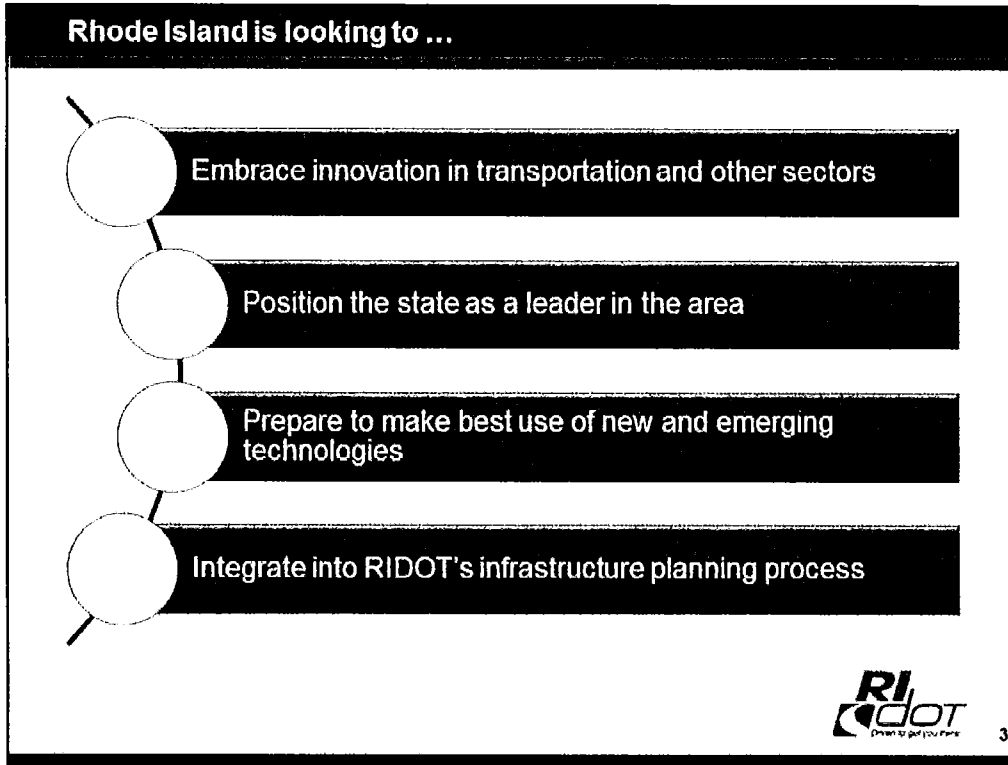 Rhode Island is looking to ...
Embrace innovation in transportation and other sectors
Position the state as a leader in the area
Prepare to make best use of new and emerging
technologies
Integrate into RIDOT's infrastructure planning process
RI
DOT
3